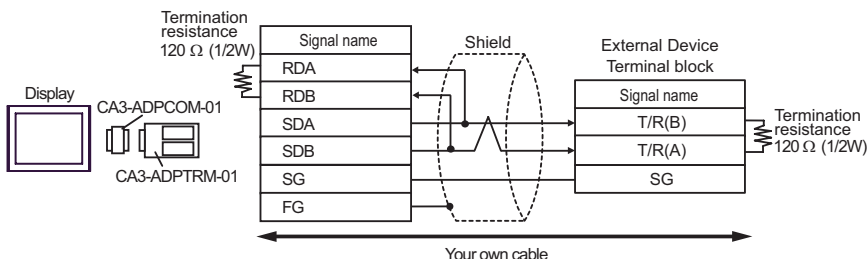 Termination
resistance
120 Ω (1/2W)
Display
CA3-ADPCOM-01
CA3-ADPTRM-01
Signal name
RDA
RDB
SDA
SDB
SG
FG
Shield
External Device
Terminal block
Signal name
T/R(B)
T/R(A)
SG
Termination
resistance
120 Ω (1/2W)
Your own cable